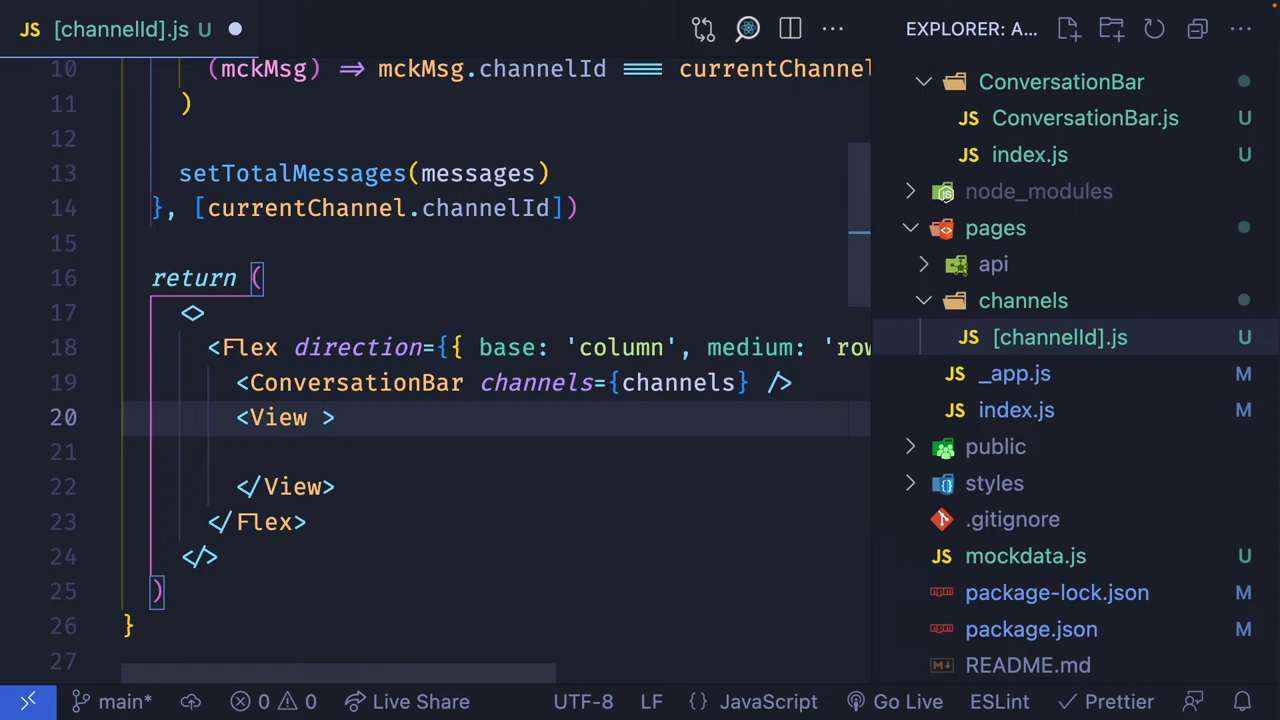 JS [channelId].js U
EXPLORER: A...
10 (mckMsg) => mckMsg.channelId === currentChannel
11 )
12
13 setTotalMessages(messages)
14 }, [currentChannel.channelId])
15
16 return (
17 <>
18 <Flex direction={{ base: 'column', medium: 'row
19 <ConversationBar channels={channels} />
20 <View >
21
22 </View>
23 </Flex>
24 </>
25 )
26 }
27
ConversationBar
JS ConversationBar.js U
JS index.js U
node_modules
pages
api
channels
JS [channelId].js U
JS _app.js M
JS index.js M
public
styles
.gitignore
JS mockdata.js U
package-lock.json M
package.json M
README.md
main* 0 0 Live Share UTF-8 LF {} JavaScript Go Live ESLint Prettier